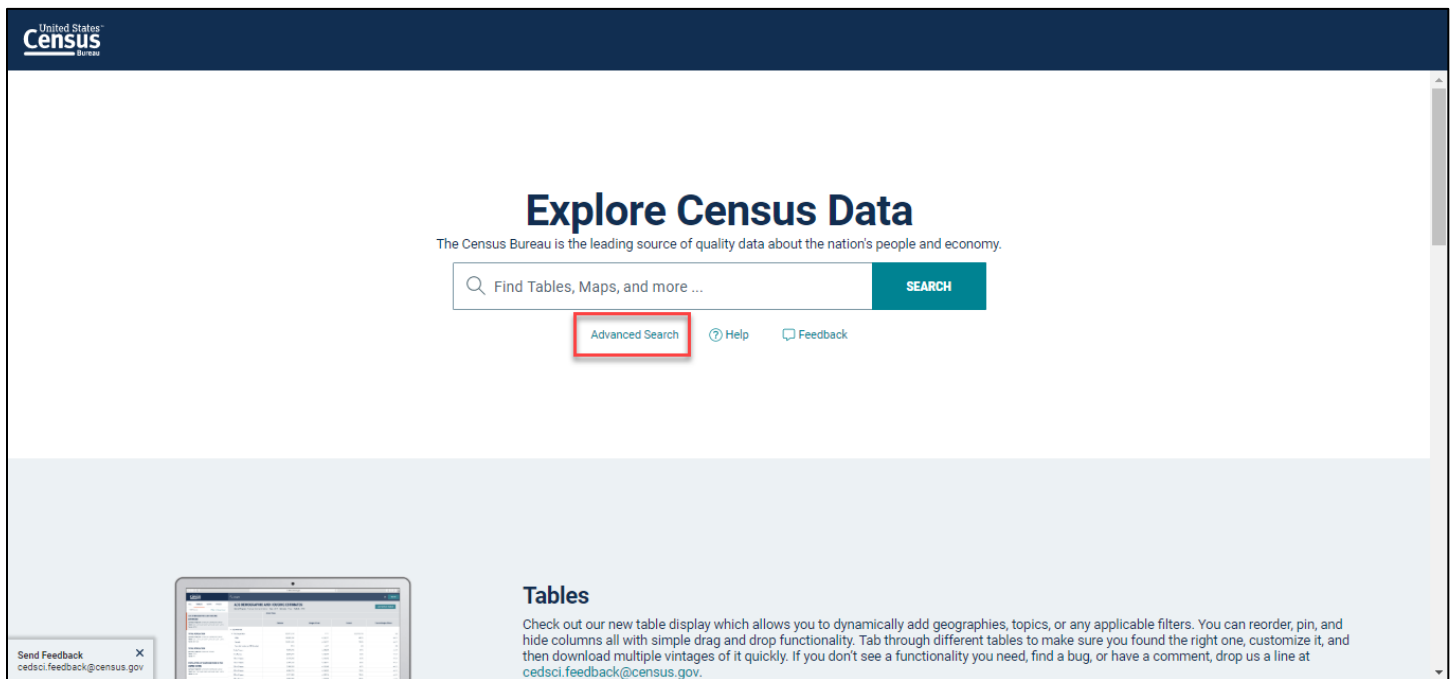 United States™
Census
Bureau
Explore Census Data
The Census Bureau is the leading source of quality data about the nation's people and economy.
Find Tables, Maps, and more ...
SEARCH
Advanced Search
Help
Feedback
Tables
Check out our new table display which allows you to dynamically add geographies, topics, or any applicable filters. You can reorder, pin, and
hide columns all with simple drag and drop functionality. Tab through different tables to make sure you found the right one, customize it, and
then download multiple vintages of it quickly. If you don't see a functionality you need, find a bug, or have a comment, drop us a line at
cedsci.feedback@census.gov.
Send Feedback
cedsci.feedback@census.gov